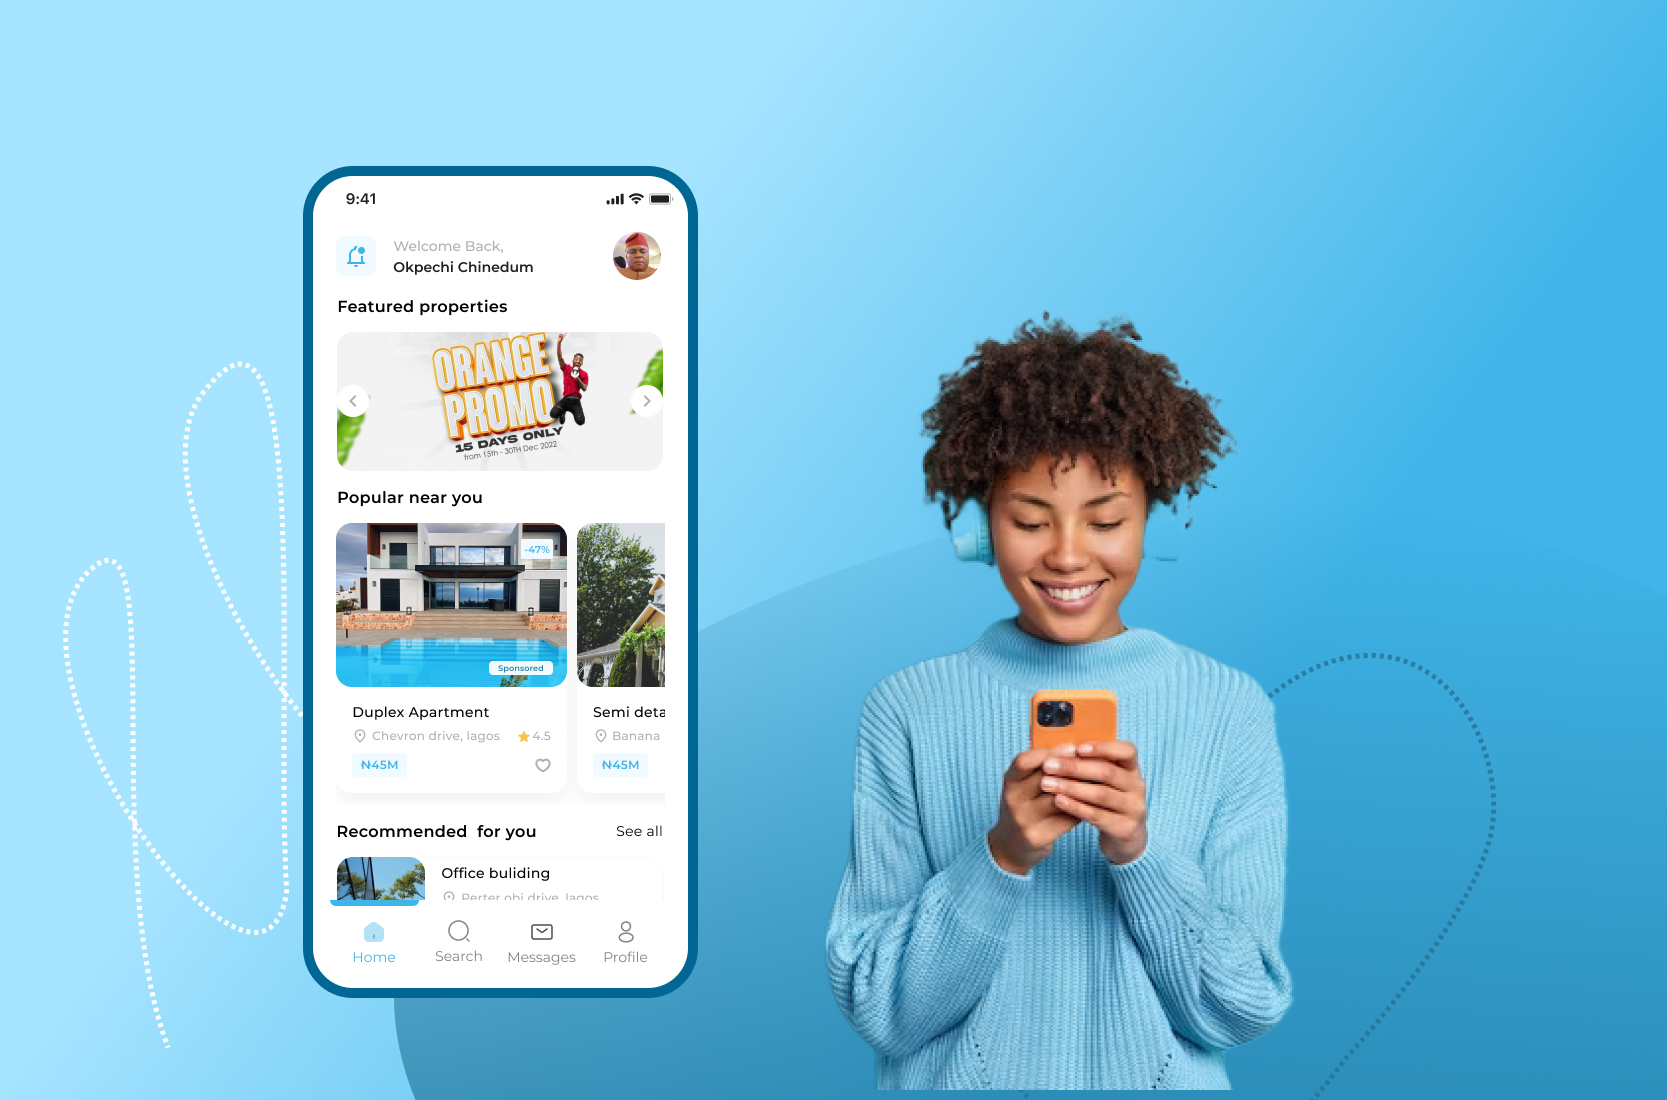 9:41
Welcome Back,
Okpechi Chinedum
Featured properties
ORANGE
PROMO
15 DAYS ONLY
from 15th - 30TH Dec 2022
Popular near you
-47%
Sponsored
Duplex Apartment
Chevron drive, lagos
4.5
₦45M
Semi deta
Banana
₦45M
Recommended for you
See all
Office buliding
Perter obi drive, lagos
Home
Search
Messages
Profile